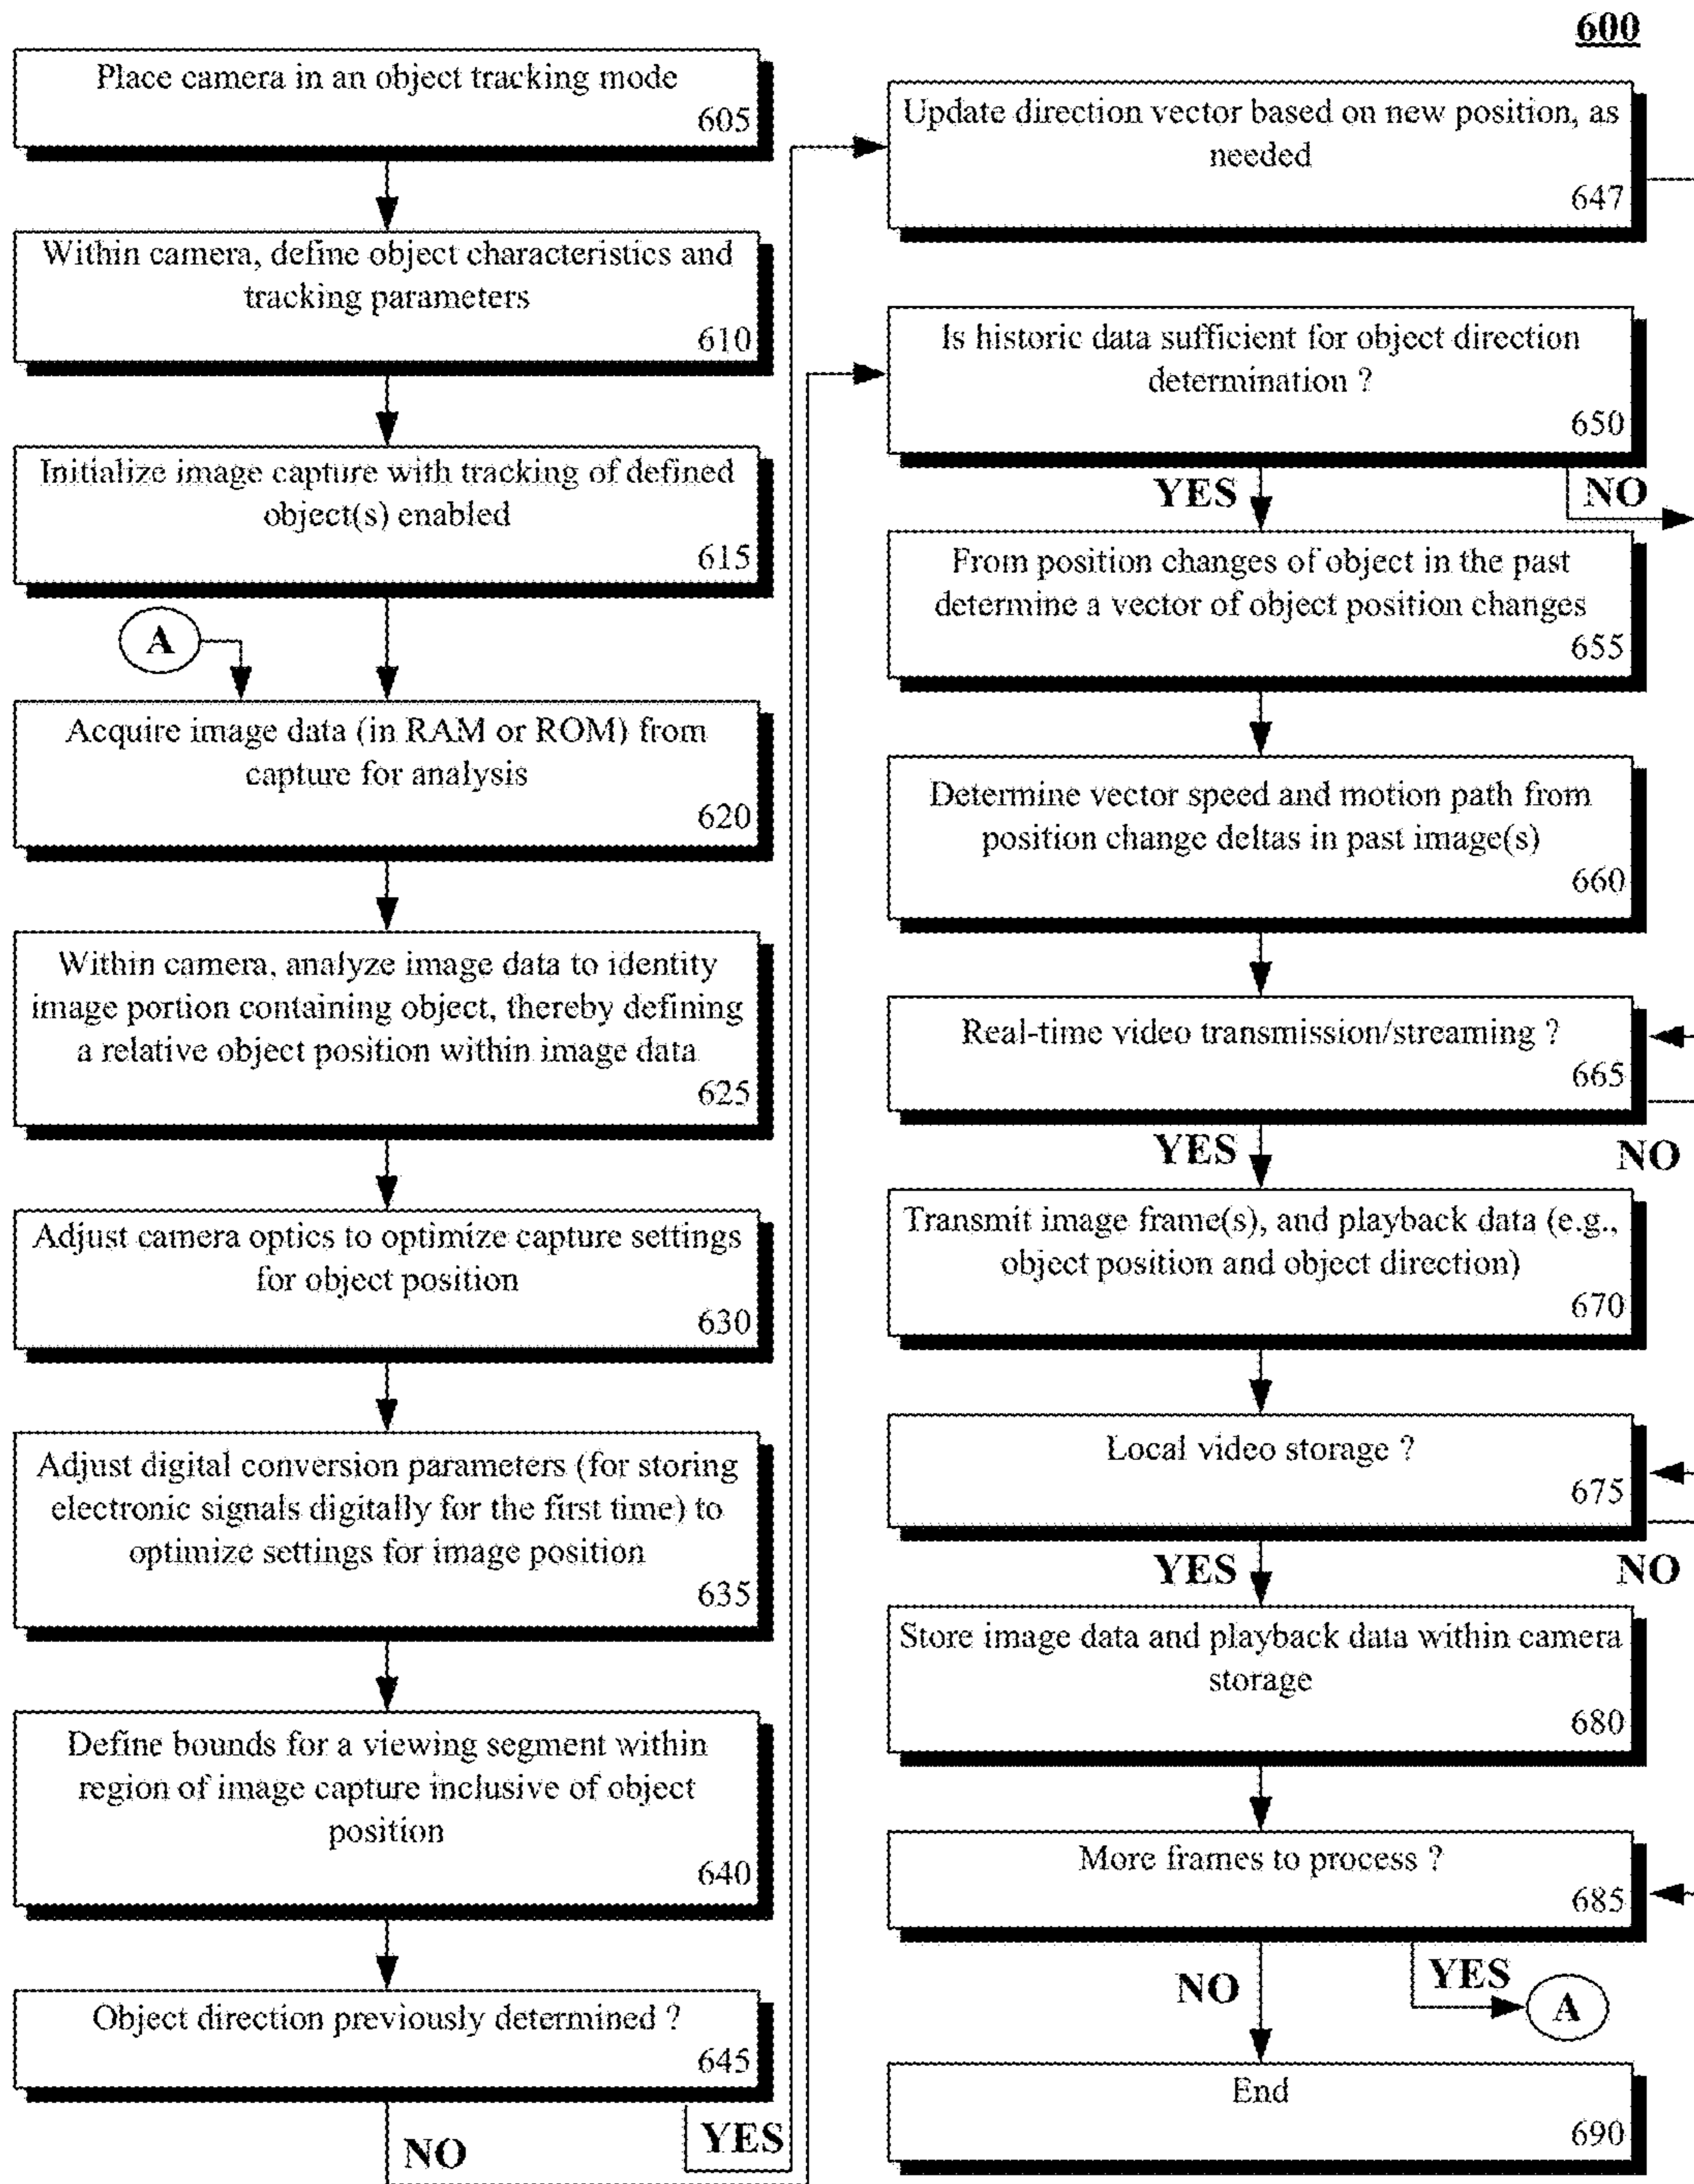 600
Place camera in an object tracking mode
605
Within camera, define object characteristics and
tracking parameters
610
Initialize image capture with tracking of defined
object(s) enabled
615
A
Acquire image data (in RAM or ROM) from
capture for analysis
620
Within camera, analyze image data to identity
image portion containing object, thereby defining
a relative object position within image data
625
Adjust camera optics to optimize capture settings
for object position
630
Adjust digital conversion parameters (for storing
electronic signals digitally for the first time) to
optimize settings for image position
635
Define bounds for a viewing segment within
region of image capture inclusive of object
position
640
Object direction previously determined ?
645
NO
YES
Update direction vector based on new position, as
needed
647
Is historic data sufficient for object direction
determination ?
650
YES
NO
From position changes of object in the past
determine a vector of object position changes
655
Determine vector speed and motion path from
position change deltas in past image(s)
660
Real-time video transmission/streaming ?
665
YES
NO
Transmit image frame(s), and playback data (e.g.,
object position and object direction)
670
Local video storage ?
675
YES
NO
Store image data and playback data within camera
storage
680
More frames to process ?
685
NO
YES
A
End
690